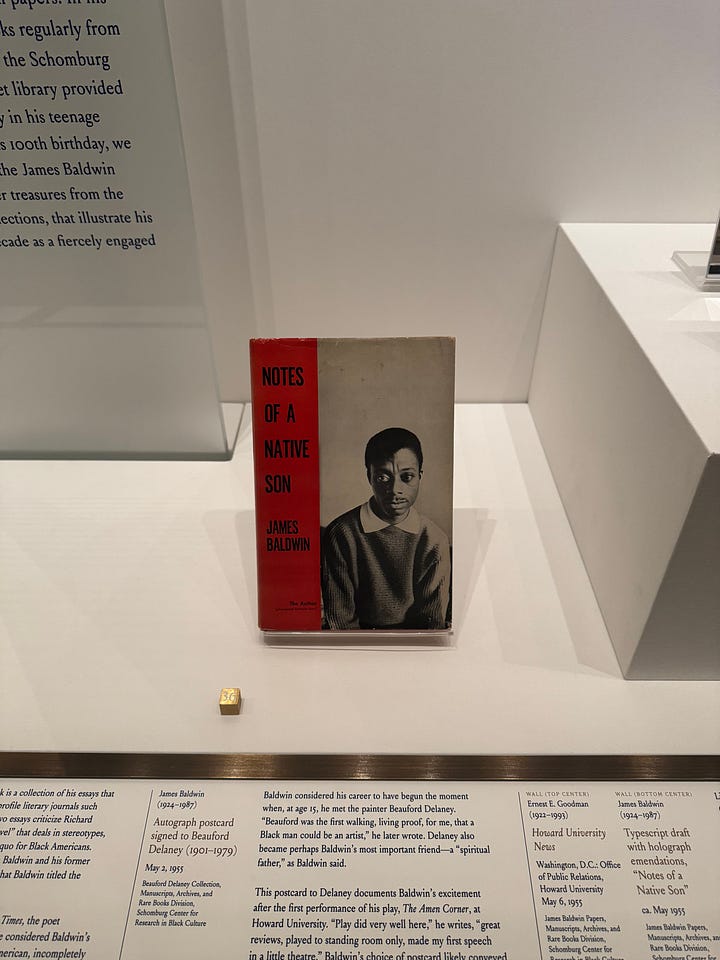 papers. In his
ks regularly from
the Schomburg
et library provided
y in his teenage
s 100th birthday, we
the James Baldwin
er treasures from the
ections, that illustrate his
ecade as a fiercely engaged
NOTES
OF A
NATIVE
SON
JAMES
BALDWIN
The Author
36
k is a collection of his essays that
profile literary journals such
wo essays criticize Richard
vel" that deals in stereotypes,
quo for Black Americans.
Baldwin and his former
hat Baldwin titled the
Times, the poet
e considered Baldwin's
merican, incompletely
James Baldwin
(1924–1987)
Autograph postcard
signed to Beauford
Delaney (1901–1979)
May 2, 1955
Beauford Delaney Collection,
Manuscripts, Archives, and
Rare Books Division,
Schomburg Center for
Research in Black Culture
Baldwin considered his career to have begun the moment
when, at age 15, he met the painter Beauford Delaney.
"Beauford was the first walking, living proof, for me, that a
Black man could be an artist," he later wrote. Delaney also
became perhaps Baldwin's most important friend—a "spiritual
father," as Baldwin said.
This postcard to Delaney documents Baldwin's excitement
after the first performance of his play, The Amen Corner, at
Howard University. "Play did very well here," he writes, "great
reviews, played to standing room only, made my first speech
in a little theatre." Baldwin's choice of postcard likely conveyed
WALL (TOP CENTER)
Ernest E. Goodman
(1922–1993)
Howard University
News
Washington, D.C.: Office
of Public Relations,
Howard University
May 6, 1955
James Baldwin Papers,
Manuscripts, Archives, and
Rare Books Division,
Schomburg Center for
WALL (BOTTOM CENTER)
James Baldwin
(1924–1987)
Typescript draft
with holograph
emendations,
"Notes of a
Native Son"
ca. May 1955
James Baldwin Papers,
Manuscripts, Archives, and
Rare Books Division,
Schomburg Center for